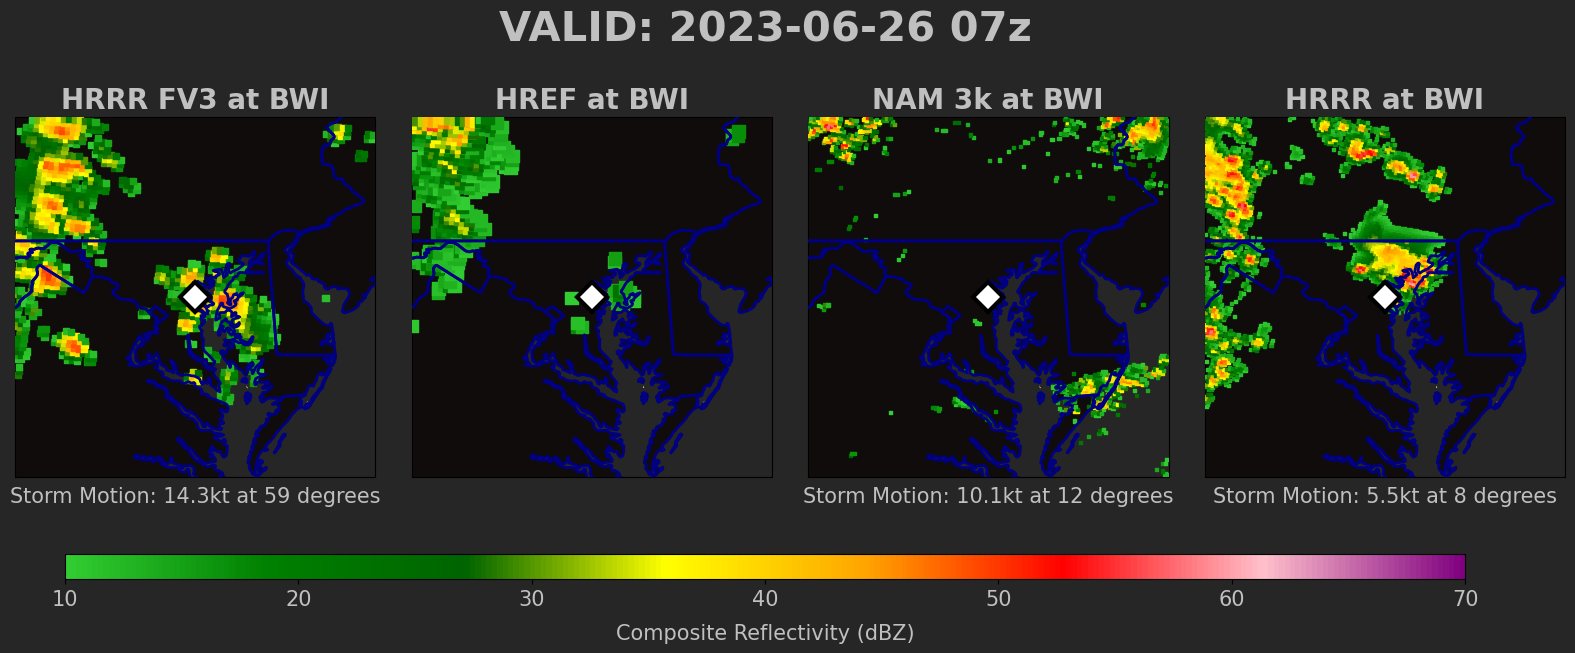 VALID: 2023-06-26 07z
HRRR FV3 at BWI
HREF at BWI
NAM 3k at BWI
HRRR at BWI
Storm Motion: 14.3kt at 59 degrees
Storm Motion: 10.1kt at 12 degrees
Storm Motion: 5.5kt at 8 degrees
10 20 30 40 50 60 70
Composite Reflectivity (dBZ)